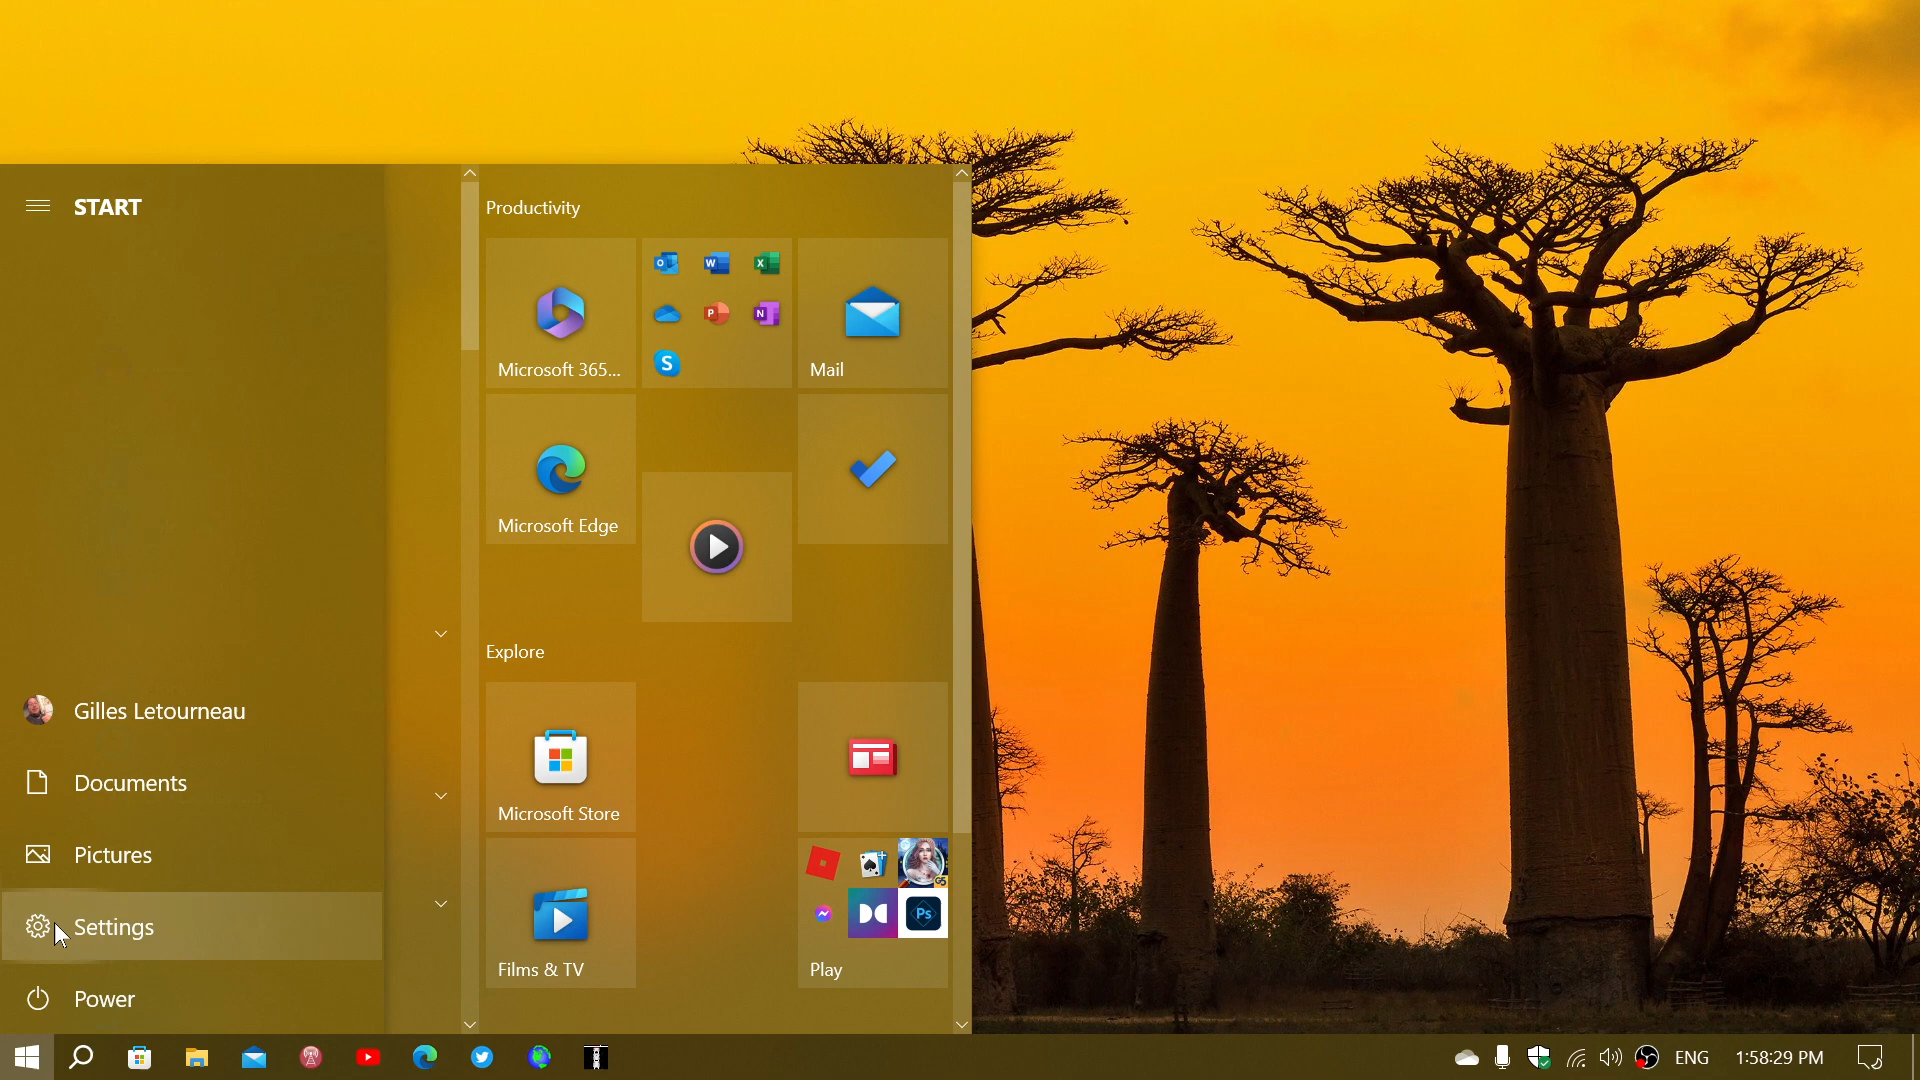 START
Gilles Letourneau
Documents
Pictures
Settings
Power
Productivity
Microsoft 365...
Mail
Microsoft Edge
Explore
Microsoft Store
Films & TV
Play
Ps
ENG
1:58:29 PM